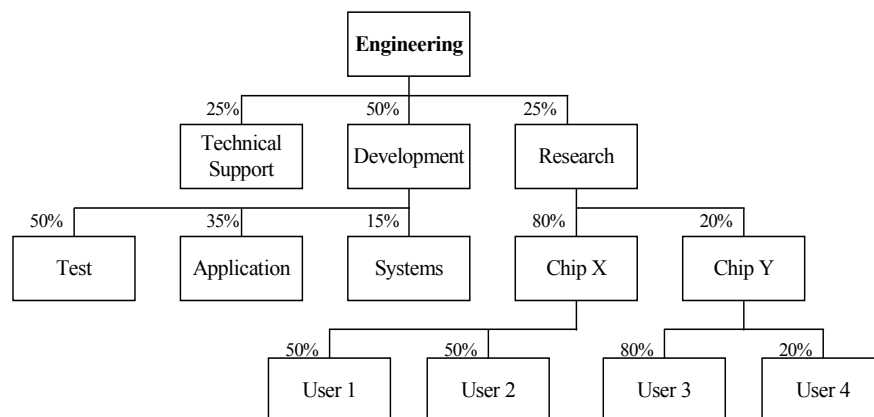 Engineering
25%
50%
25%
Technical
Support
Development
Research
50%
35%
15%
80%
20%
Test
Application
Systems
Chip X
Chip Y
50%
50%
80%
20%
User 1
User 2
User 3
User 4